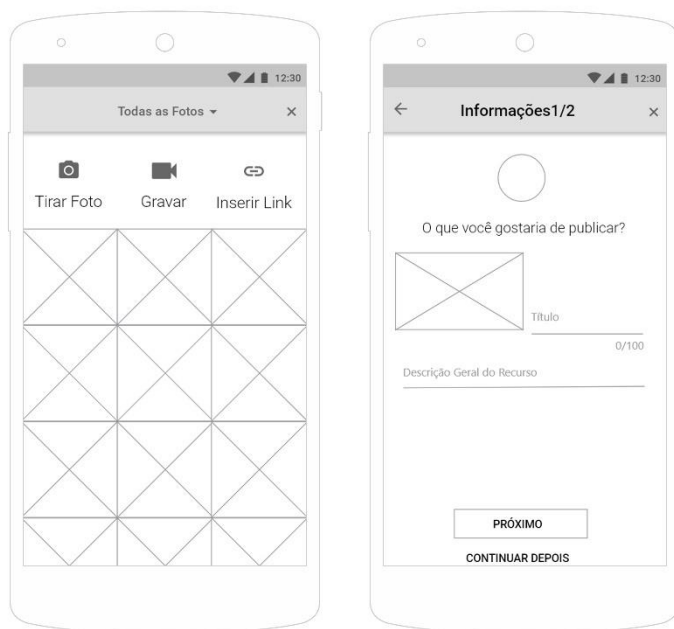 12:30
Todas as Fotos
Tirar Foto Gravar Inserir Link
12:30
Informações1/2
O que você gostaria de publicar?
Título
0/100
Descrição Geral do Recurso
PRÓXIMO
CONTINUAR DEPOIS